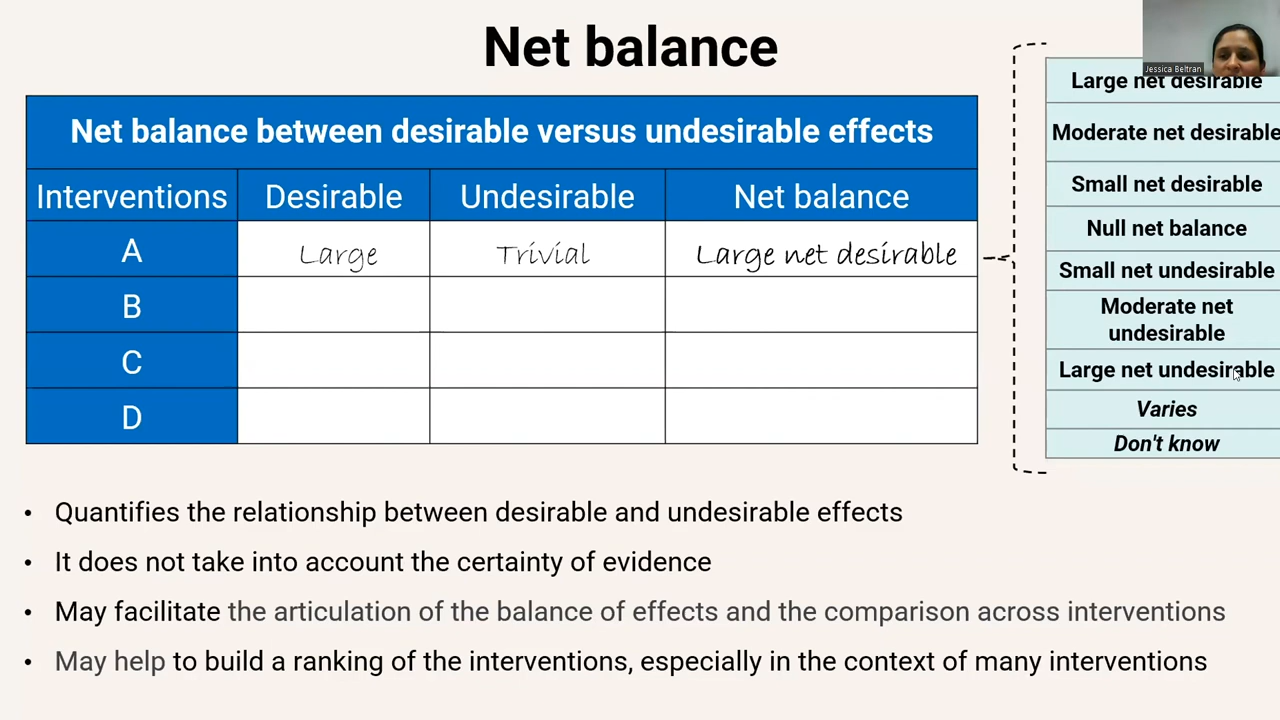 Net balance
Jessica Beltran
Net balance between desirable versus undesirable effects
Interventions Desirable Undesirable Net balance
A Large Trivial Large net desirable
B
C
D
Large net desirable
Moderate net desirable
Small net desirable
Null net balance
Small net undesirable
Moderate net
undesirable
Large net undesirable
Varies
Don't know
• Quantifies the relationship between desirable and undesirable effects
• It does not take into account the certainty of evidence
• May facilitate the articulation of the balance of effects and the comparison across interventions
• May help to build a ranking of the interventions, especially in the context of many interventions